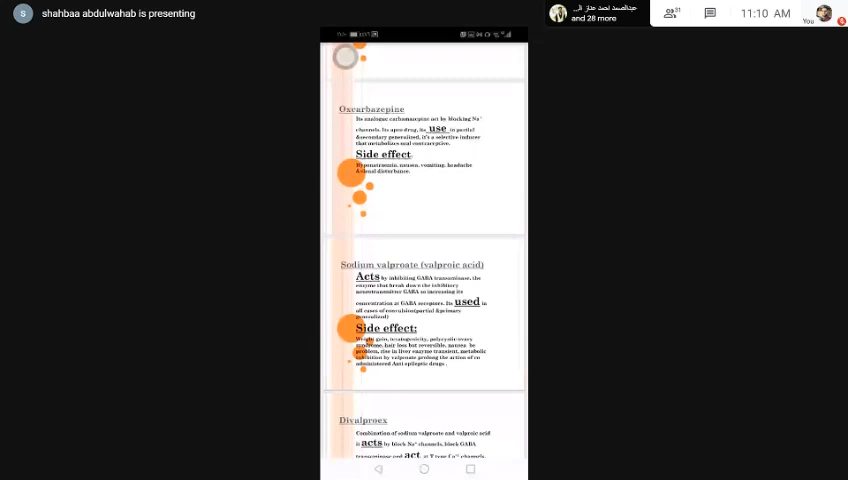 S shahbaa abdulwahab is presenting
عبدالصمد احمد
and 28 more
31
11:10 AM
You
Oxcarbazepine
Its analogue carbamazepine act by blocking Na⁺
channels. Its apro drug, its use in partial
&secondary generalized, it's a selective inducer
that metabolizes oral contraceptive.
Side effect
Hyponatremia, nausea, vomiting, headache
&visual disturbance.
Sodium valproate (valproic acid)
Acts by inhibiting GABA transaminase, the
enzyme that break down the inhibitory
neurotransmitter GABA so increasing its
concentration at GABA receptors. Its used in
all cases of convulsion(partial &primary
generalized)
Side effect:
Weight gain, teratogenicity, polycystic ovary
syndrome, hair loss but reversible, nausea be
problem, rise in liver enzyme transient, metabolic
inhibition by valproate prolong the action of co
administered Anti epileptic drugs .
Divalproex
Combination of sodium valproate and valproic acid
it acts by block Na⁺ channels, block GABA
transaminase and act at T type Ca⁺² channels.